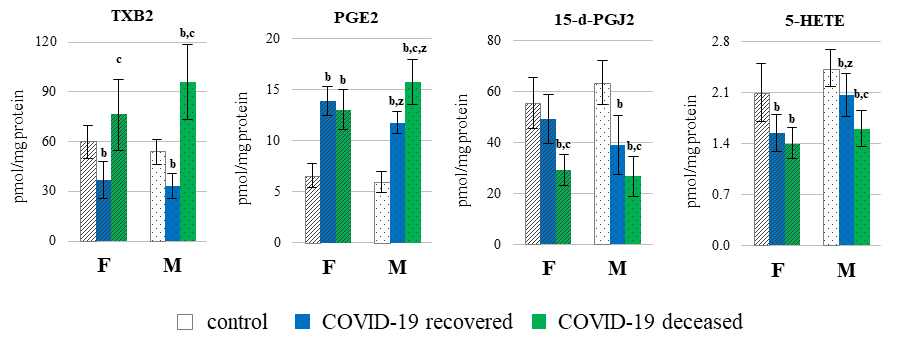 TXB2
pmol/mg protein
120
90
60
30
0
b
c
b
b,c
F M
PGE2
pmol/mg protein
20
15
10
5
0
b
b
b,z
b,c,z
F M
15-d-PGJ2
pmol/mg protein
80
60
40
20
0
b,c
b
b,c
F M
5-HETE
pmol/mg protein
2.8
2.1
1.4
0.7
0.0
b
b
b,z
b,c
F M
control COVID-19 recovered COVID-19 deceased